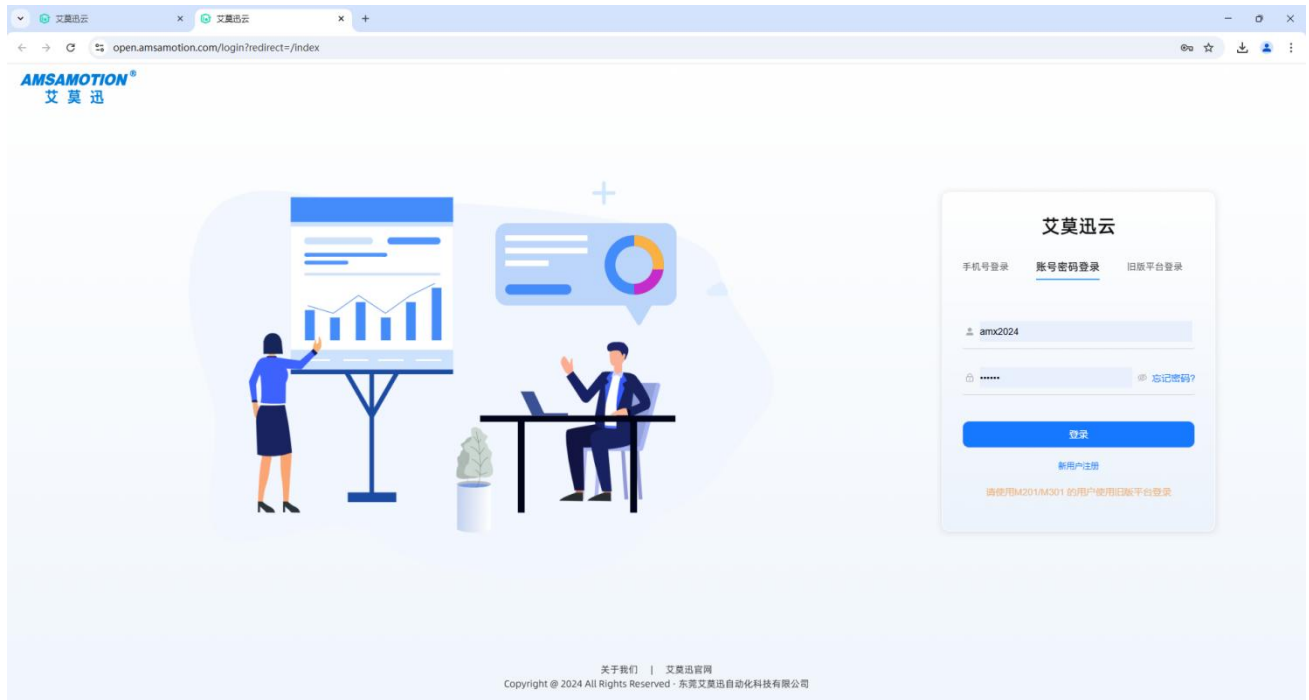 艾莫迅云
艾莫迅云
open.amsamotion.com/login?redirect=/index
AMSAMOTION®
艾莫迅
艾莫迅云
手机号登录 账号密码登录 旧版平台登录
amx2024
•••••• 忘记密码?
登录
新用户注册
请使用M201/M301 的用户使用旧版平台登录
关于我们 | 艾莫迅官网
Copyright @ 2024 All Rights Reserved - 东莞艾莫迅自动化科技有限公司